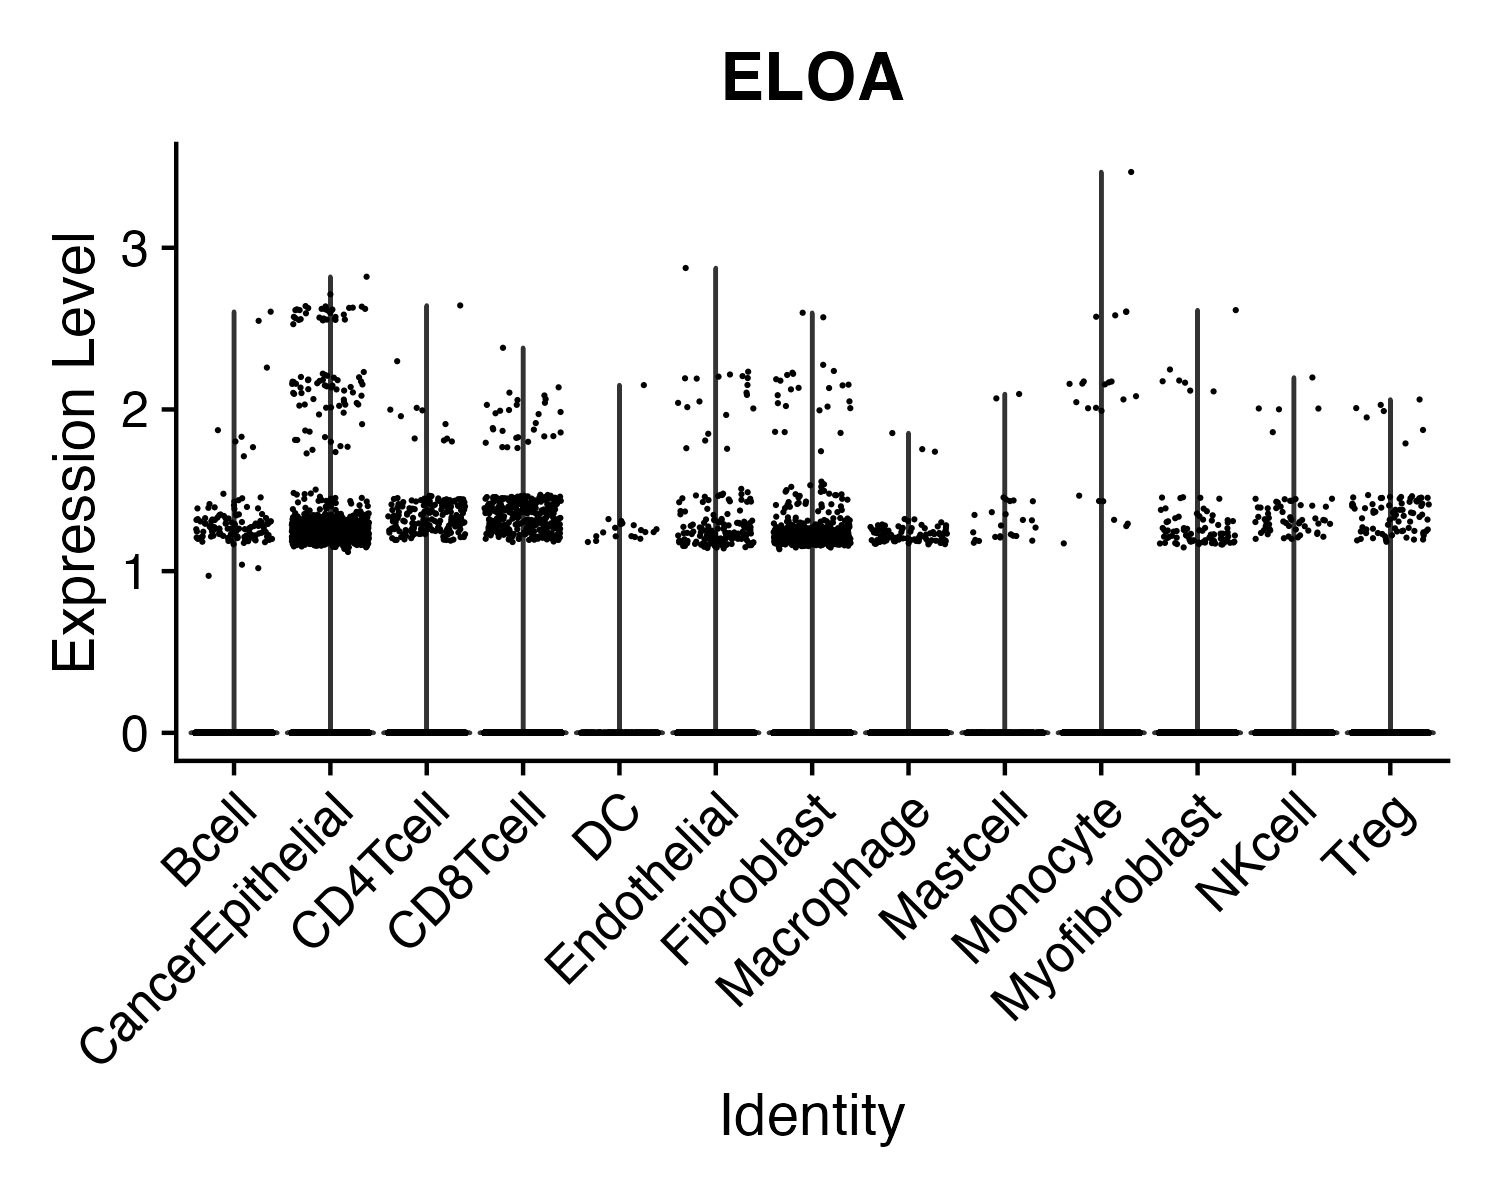 ELOA
Expression Level
3
2
1
0
Bcell
CancerEpithelial
CD4Tcell
CD8Tcell
DC
Endothelial
Fibroblast
Macrophage
Mastcell
Monocyte
Myofibroblast
NKcell
Treg
Identity